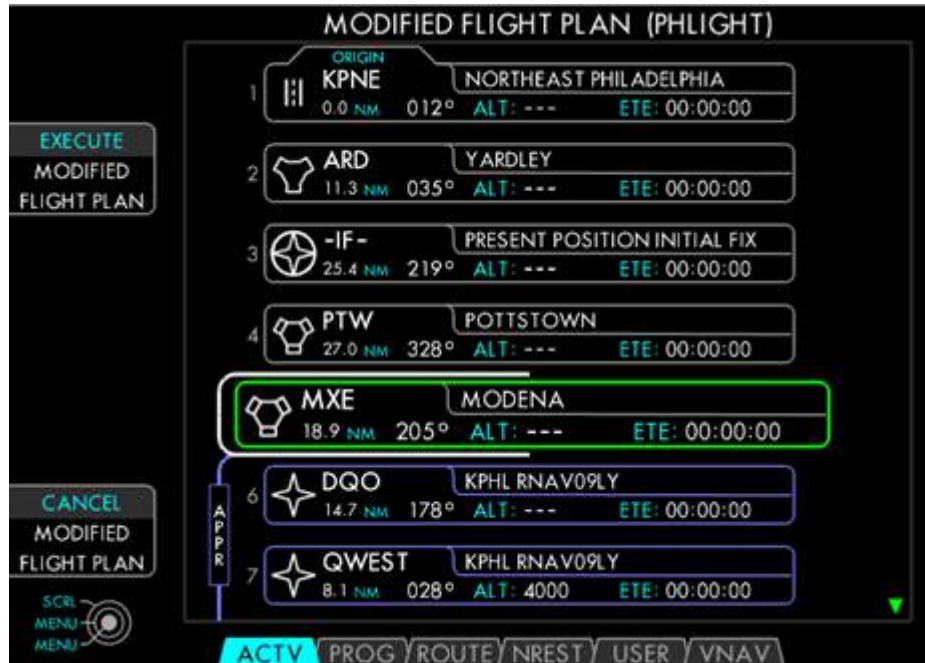 MODIFIED FLIGHT PLAN (PHLIGHT)
ORIGIN
1 KPNE NORTHEAST PHILADELPHIA
0.0 NM 012° ALT: --- ETE: 00:00:00
EXECUTE
MODIFIED
FLIGHT PLAN
2 ARD YARDLEY
11.3 NM 035° ALT: --- ETE: 00:00:00
3 -IF- PRESENT POSITION INITIAL FIX
25.4 NM 219° ALT: --- ETE: 00:00:00
4 PTW POTTSTOWN
27.0 NM 328° ALT: --- ETE: 00:00:00
MXE MODENA
18.9 NM 205° ALT: --- ETE: 00:00:00
APPR
6 DQO KPHL RNAV09LY
14.7 NM 178° ALT: --- ETE: 00:00:00
CANCEL
MODIFIED
FLIGHT PLAN
7 QWEST KPHL RNAV09LY
8.1 NM 028° ALT: 4000 ETE: 00:00:00
SCRL
MENU
MENU
ACTV PROG ROUTE NREST USER VNAV